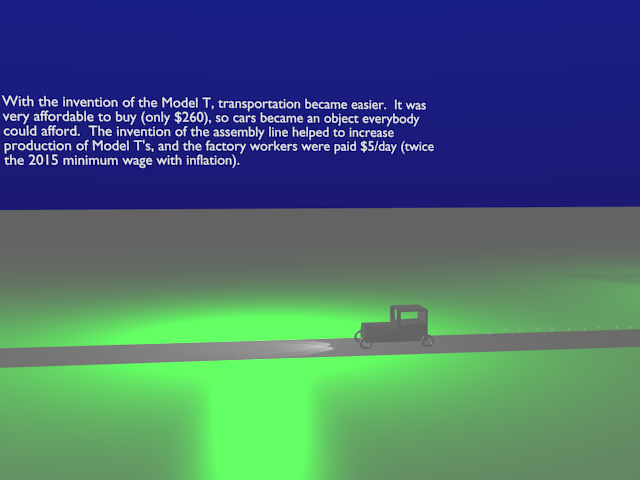 With the invention of the Model T, transportation became easier.  It was
very affordable to buy (only $260), so cars became an object everybody
could afford.  The invention of the assembly line helped to increase
production of Model T's, and the factory workers were paid $5/day (twice
the 2015 minimum wage with inflation).